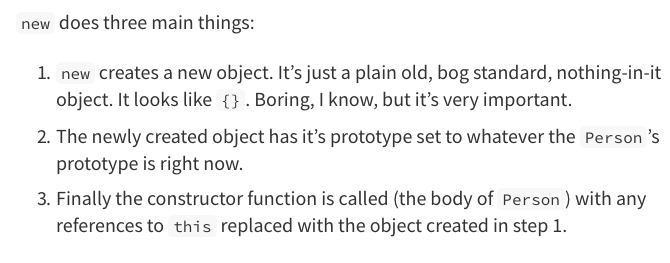 new does three main things:
1. new creates a new object. It's just a plain old, bog standard, nothing-in-it
object. It looks like {} . Boring, I know, but it's very important.
2. The newly created object has it's prototype set to whatever the Person 's
prototype is right now.
3. Finally the constructor function is called (the body of Person ) with any
references to this replaced with the object created in step 1.